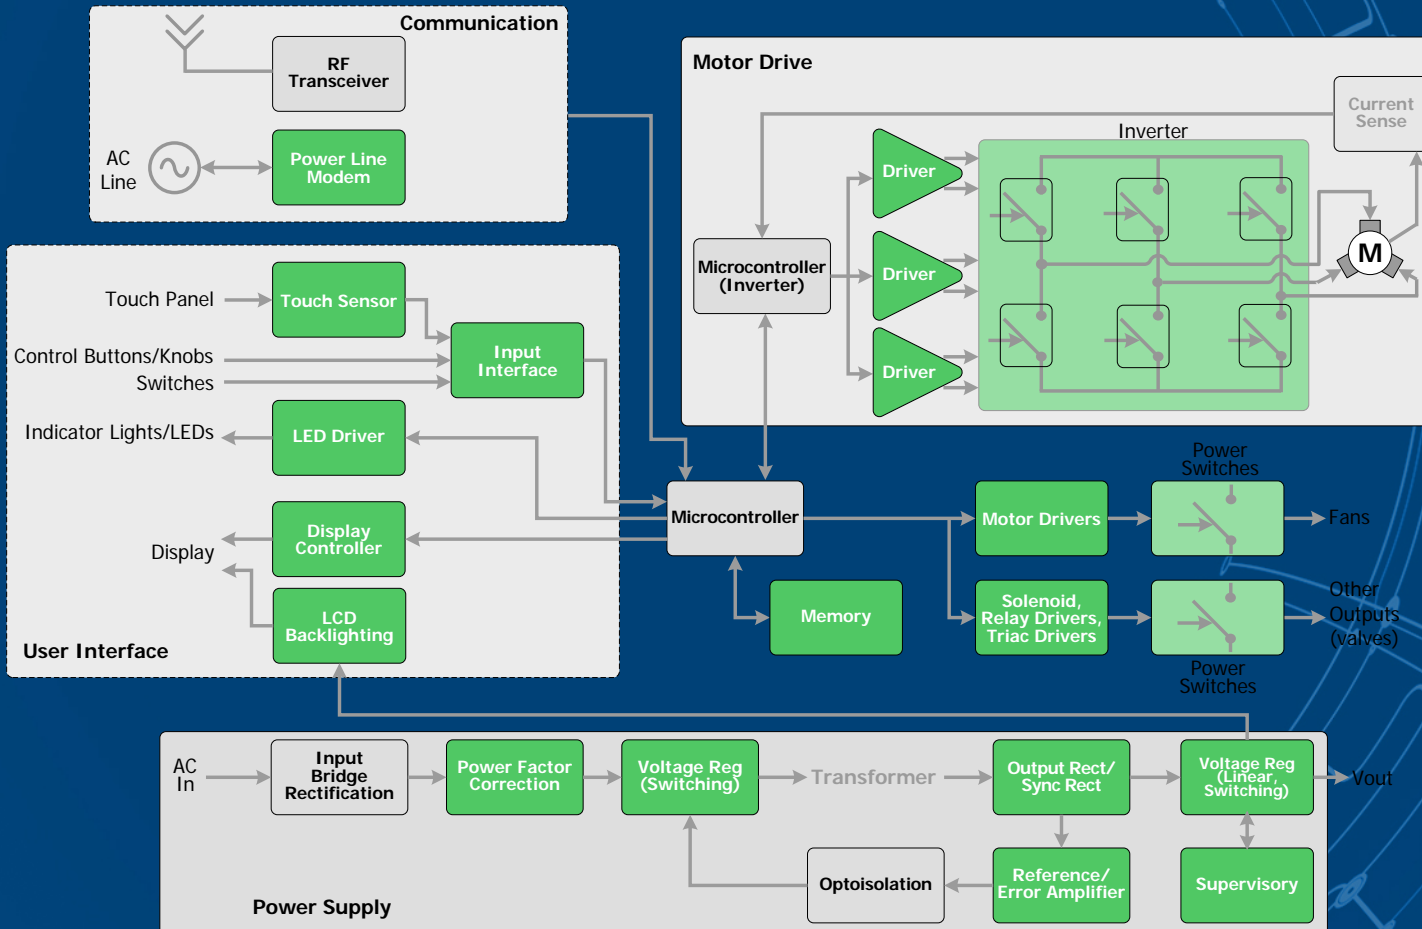 Communication
RF
Transceiver
AC
Line
Power Line
Modem
Motor Drive
Current
Sense
Inverter
Driver
Microcontroller
(Inverter)
Driver
M
Driver
Touch Panel
Touch Sensor
Control Buttons/Knobs
Switches
Input
Interface
Indicator Lights/LEDs
LED Driver
Display
Display
Controller
LCD
Backlighting
User Interface
Microcontroller
Memory
Motor Drivers
Power
Switches
Fans
Solenoid,
Relay Drivers,
Triac Drivers
Power
Switches
Other
Outputs
(valves)
AC
In
Input
Bridge
Rectification
Power Factor
Correction
Voltage Reg
(Switching)
Transformer
Output Rect/
Sync Rect
Voltage Reg
(Linear,
Switching)
Vout
Optoisolation
Reference/
Error Amplifier
Supervisory
Power Supply